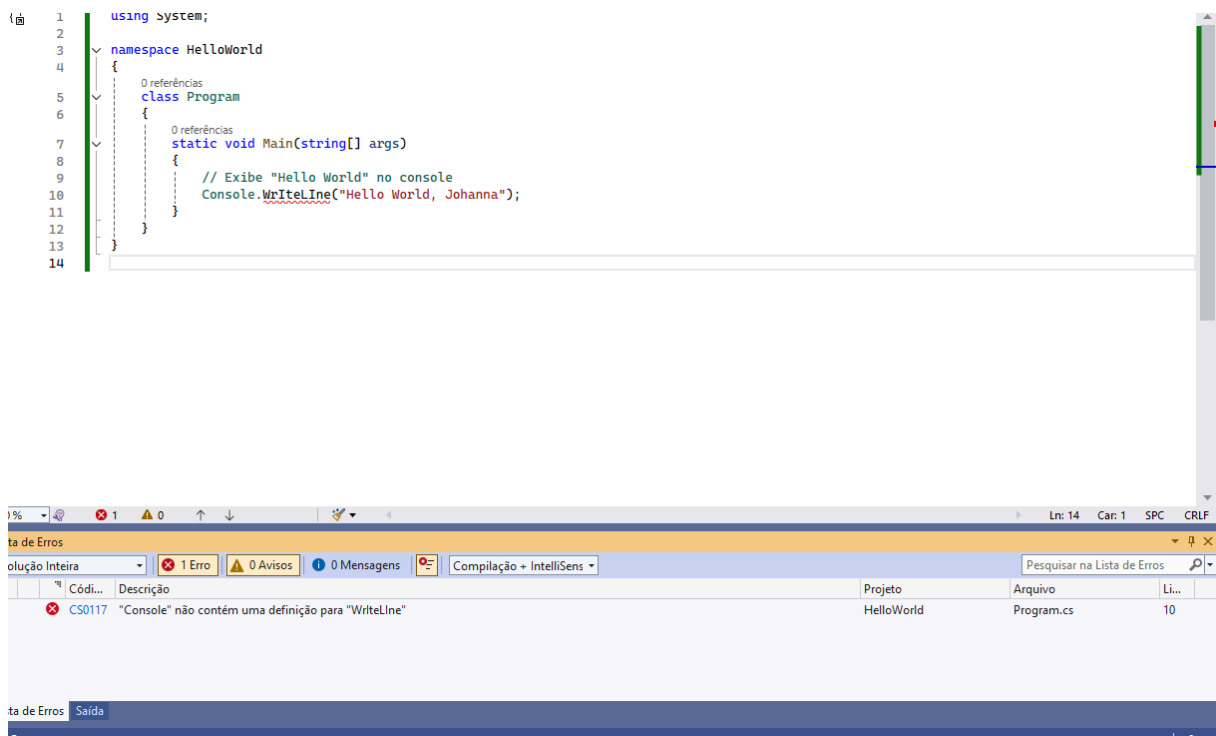 1 using System;
2
3 namespace HelloWorld
4 {
0 referências
5 class Program
6 {
0 referências
7 static void Main(string[] args)
8 {
9 // Exibe "Hello World" no console
10 Console.WrIteLIne("Hello World, Johanna");
11 }
12 }
13 }
14
% 1 0 Ln: 14 Car: 1 SPC CRLF
ta de Erros
olução Inteira 1 Erro 0 Avisos 0 Mensagens Compilação + IntelliSens Pesquisar na Lista de Erros
Códi... Descrição Projeto Arquivo Li...
CS0117 "Console" não contém uma definição para "WrIteLIne" HelloWorld Program.cs 10
ta de Erros Saída